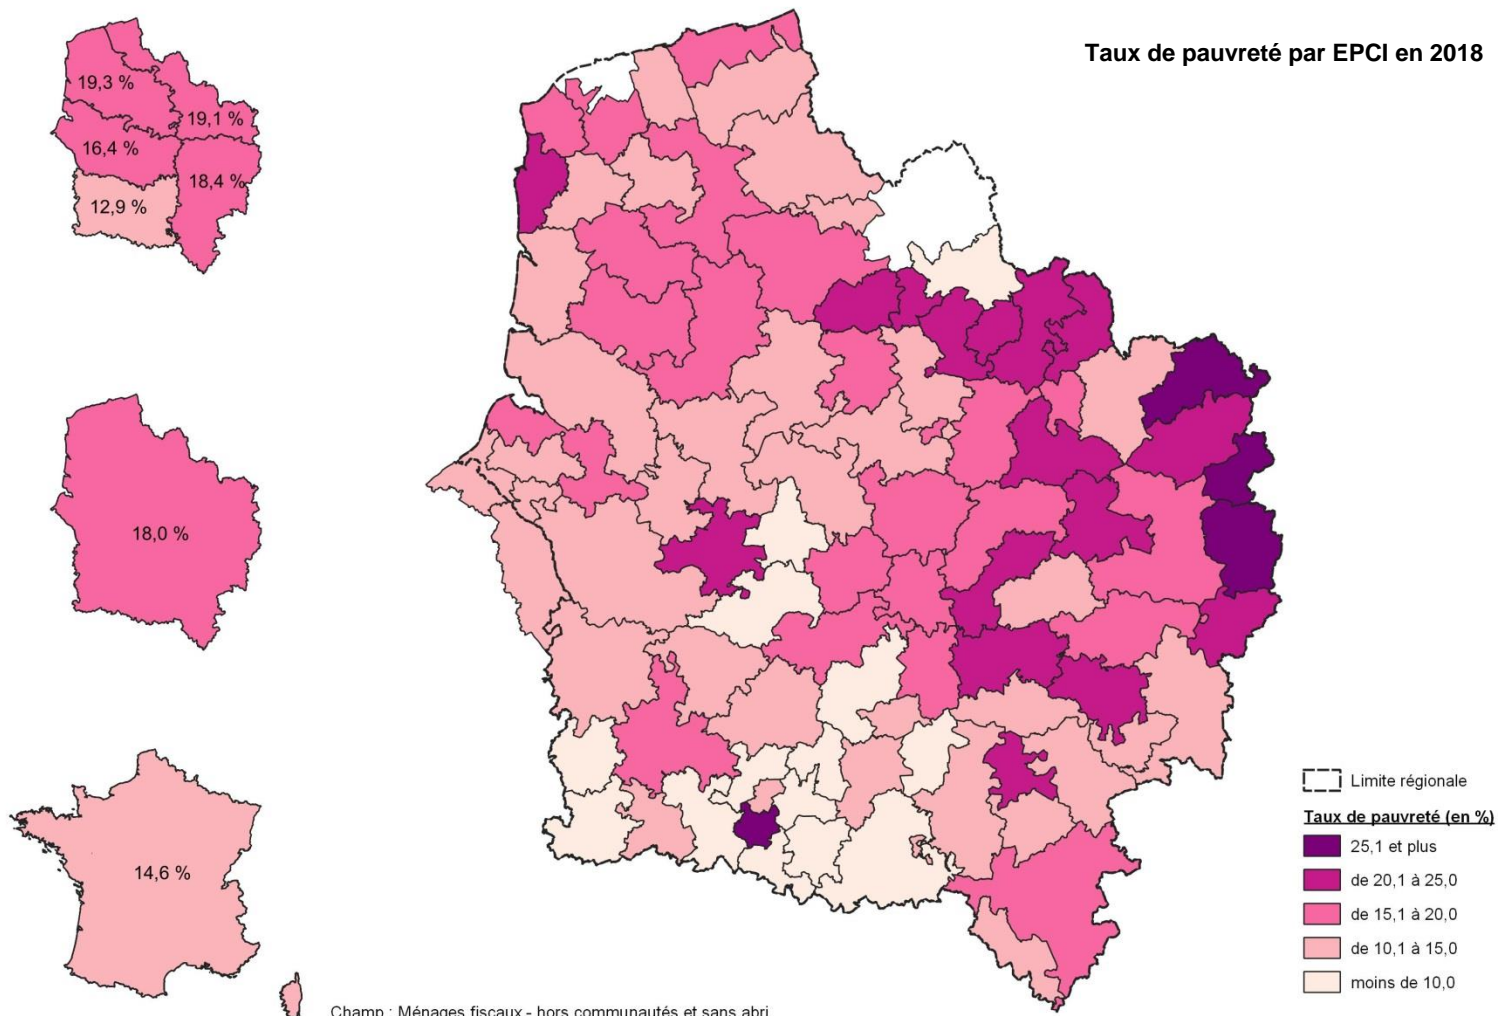 Taux de pauvreté par EPCI en 2018
19,3 %
19,1 %
16,4 %
18,4 %
12,9 %
18,0 %
14,6 %
Limite régionale
Taux de pauvreté (en %)
25,1 et plus
de 20,1 à 25,0
de 15,1 à 20,0
de 10,1 à 15,0
moins de 10,0
Champ : Ménages fiscaux - hors communautés et sans abri